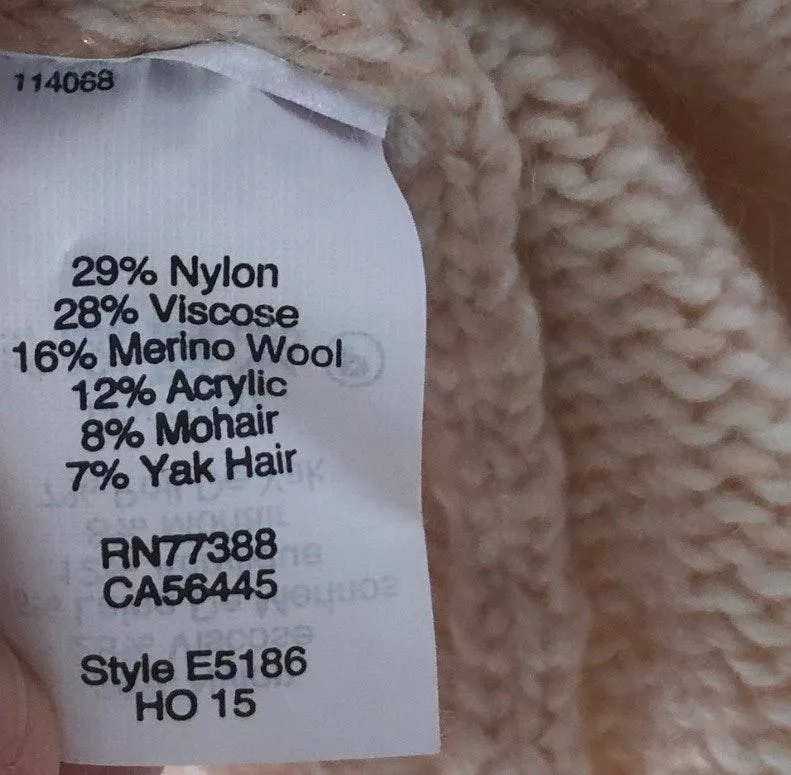 114068
29% Nylon
28% Viscose
16% Merino Wool
12% Acrylic
8% Mohair
7% Yak Hair
RN77388
CA56445
Style E5186
HO 15